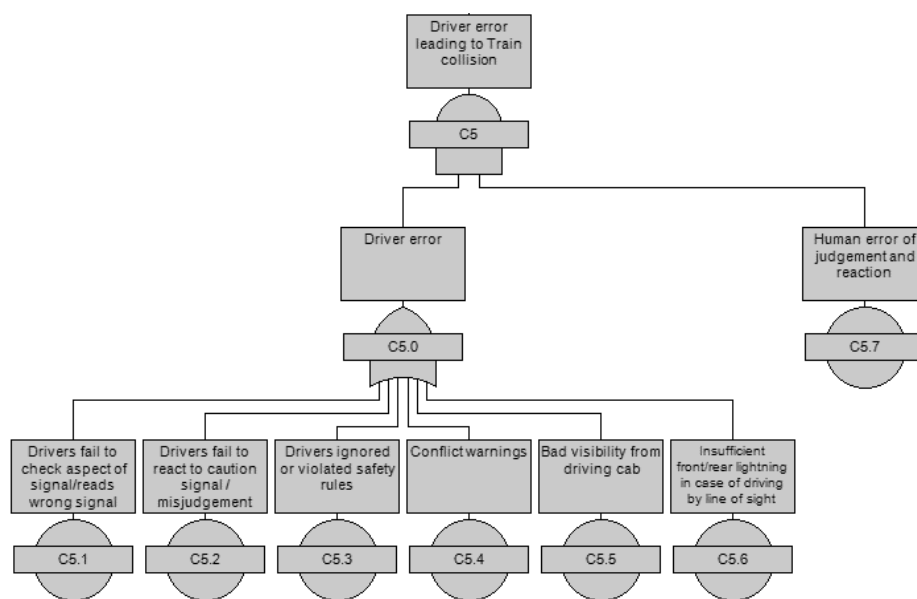 Driver error
leading to Train
collision
C5
Driver error
Human error of
judgement and
reaction
C5.0
C5.7
Drivers fail to
check aspect of
signal/reads
wrong signal
Drivers fail to
react to caution
signal /
misjudgement
Drivers ignored
or violated safety
rules
Conflict warnings
Bad visibility from
driving cab
Insufficient
front/rear lightning
in case of driving
by line of sight
C5.1
C5.2
C5.3
C5.4
C5.5
C5.6